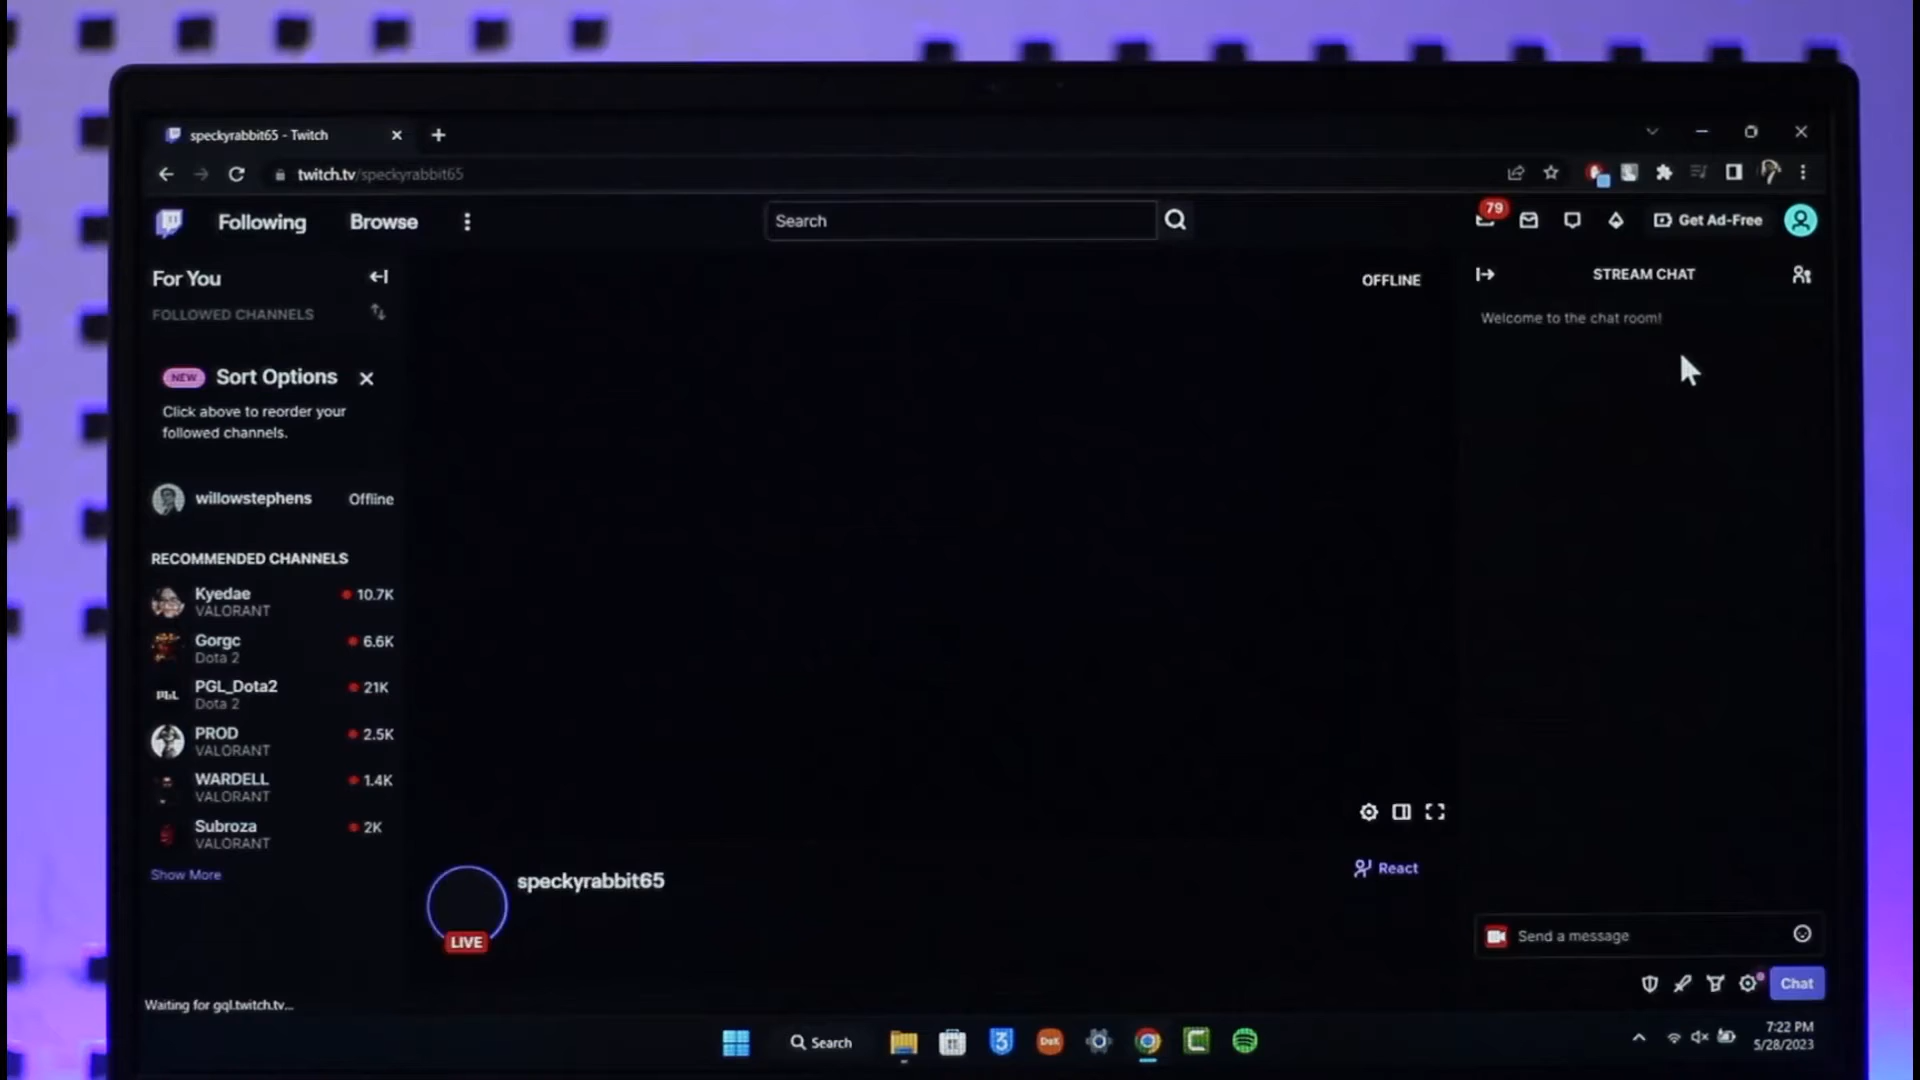 speckyrabbit65 - Twitch
twitch.tv/speckyrabbit65
Following
Browse
Search
79
Get Ad-Free
For You
FOLLOWED CHANNELS
NEW Sort Options
Click above to reorder your
followed channels.
willowstephens Offline
RECOMMENDED CHANNELS
Kyedae 10.7K
VALORANT
Gorgc 6.6K
Dota 2
PGL PGL_Dota2 21K
Dota 2
PROD 2.5K
VALORANT
WARDELL 1.4K
VALORANT
Subroza 2K
VALORANT
Show More
OFFLINE
speckyrabbit65
LIVE
React
STREAM CHAT
Welcome to the chat room!
Send a message
Chat
Waiting for gql.twitch.tv...
Search
3
DoX
7:22 PM
5/28/2023